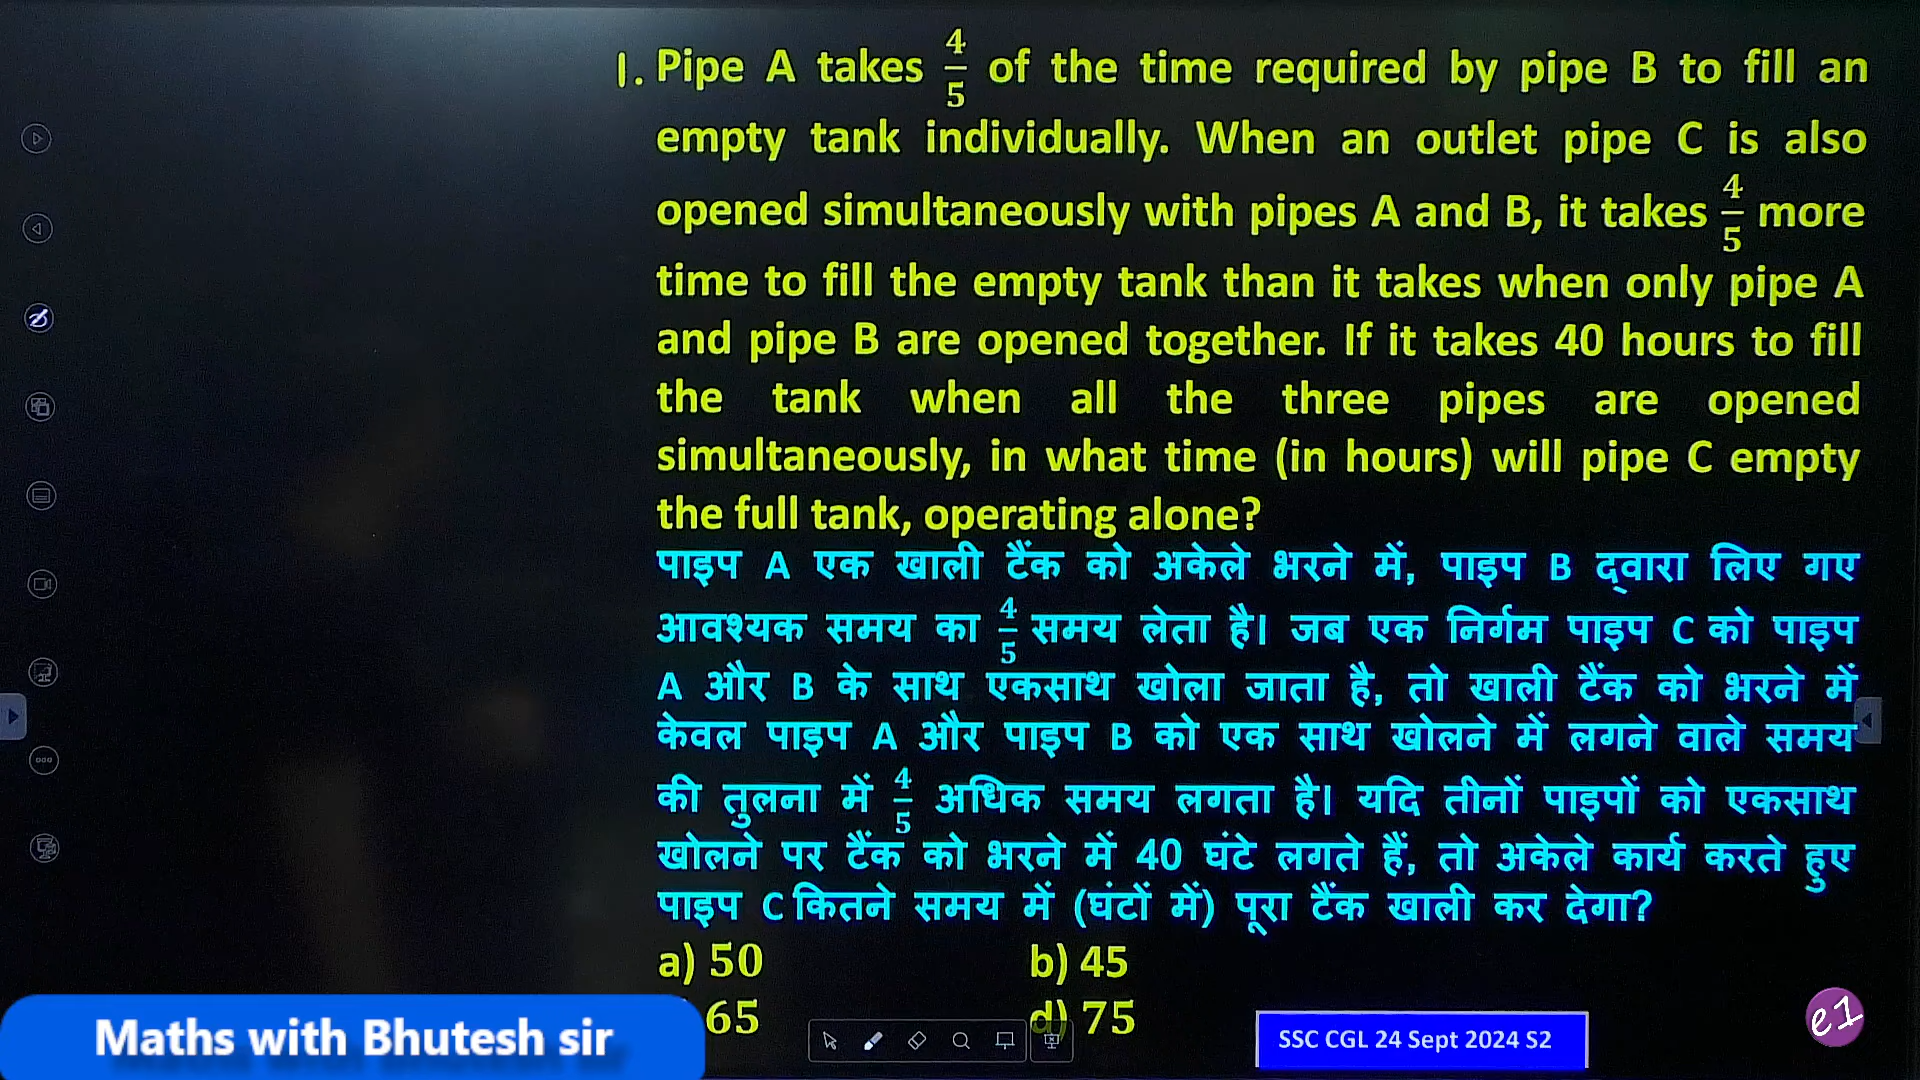 1. Pipe A takes 4/5 of the time required by pipe B to fill an
empty tank individually. When an outlet pipe C is also
opened simultaneously with pipes A and B, it takes 4/5 more
time to fill the empty tank than it takes when only pipe A
and pipe B are opened together. If it takes 40 hours to fill
the tank when all the three pipes are opened
simultaneously, in what time (in hours) will pipe C empty
the full tank, operating alone?
पाइप A एक खाली टैंक को अकेले भरने में, पाइप B द्वारा लिए गए
आवश्यक समय का 4/5 समय लेता है। जब एक निर्गम पाइप C को पाइप
A और B के साथ एकसाथ खोला जाता है, तो खाली टैंक को भरने में
केवल पाइप A और पाइप B को एक साथ खोलने में लगने वाले समय
की तुलना में 4/5 अधिक समय लगता है। यदि तीनों पाइपों को एकसाथ
खोलने पर टैंक को भरने में 40 घंटे लगते हैं, तो अकेले कार्य करते हुए
पाइप C कितने समय में (घंटों में) पूरा टैंक खाली कर देगा?
a) 50 b) 45
65 d) 75
Maths with Bhutesh sir
SSC CGL 24 Sept 2024 S2
e1